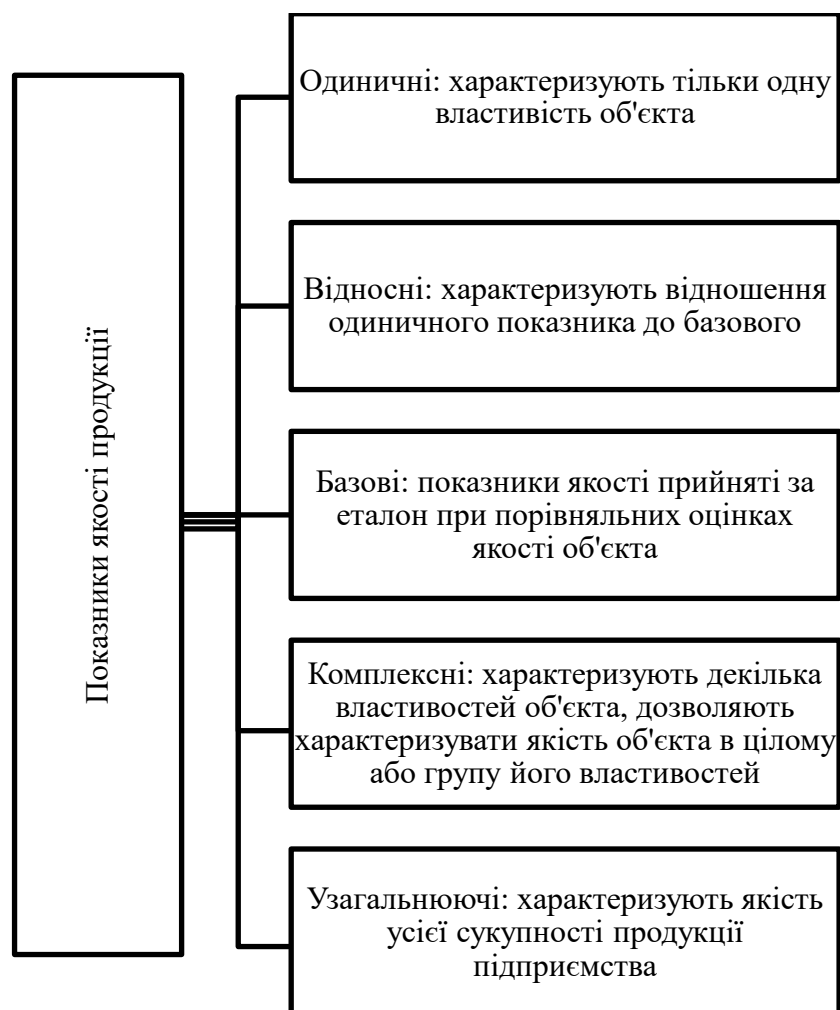 Показники якості продукції
Одиничні: характеризують тільки одну
властивість об'єкта
Відносні: характеризують відношення
одиничного показника до базового
Базові: показники якості прийняті за
еталон при порівняльних оцінках
якості об'єкта
Комплексні: характеризують декілька
властивостей об'єкта, дозволяють
характеризувати якість об'єкта в цілому
або групу його властивостей
Узагальнюючі: характеризують якість
усієї сукупності продукції
підприємства